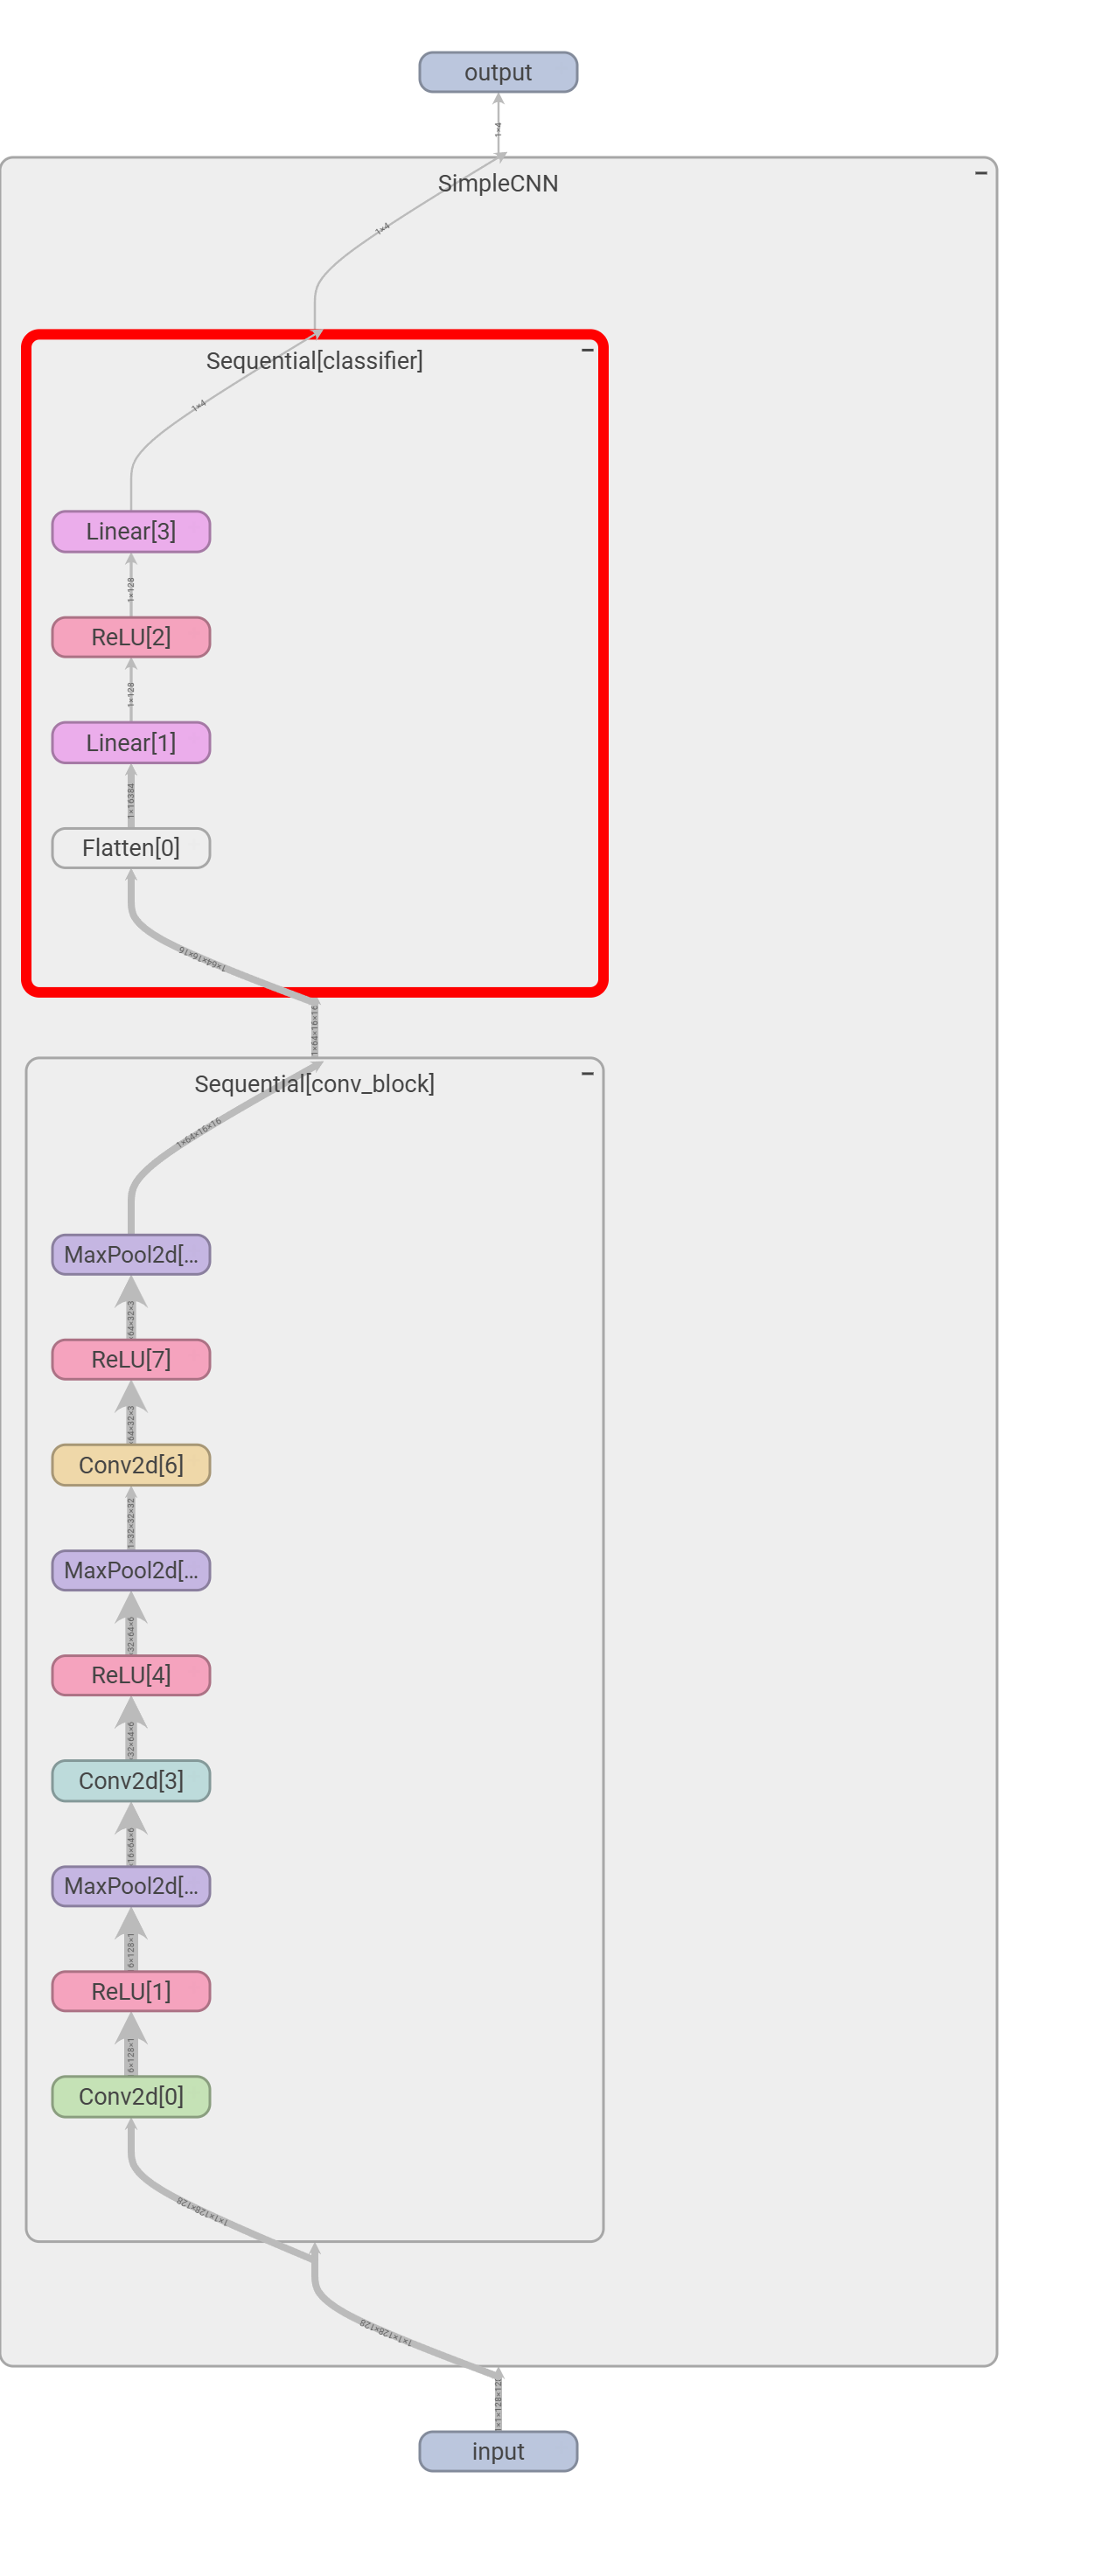 output
1×4
SimpleCNN
1×4
Sequential[classifier]
1×4
Linear[3]
1×128
ReLU[2]
1×128
Linear[1]
1×16384
Flatten[0]
1×64×16×16
1×64×16×16
Sequential[conv_block]
1×64×16×16
MaxPool2d[...
64×32×3
ReLU[7]
64×32×3
Conv2d[6]
1×32×32×32
MaxPool2d[...
32×64×6
ReLU[4]
32×64×6
Conv2d[3]
16×64×6
MaxPool2d[...
6×128×1
ReLU[1]
6×128×1
Conv2d[0]
1×1×128×128
1×1×128×128
1×1×128×12
input